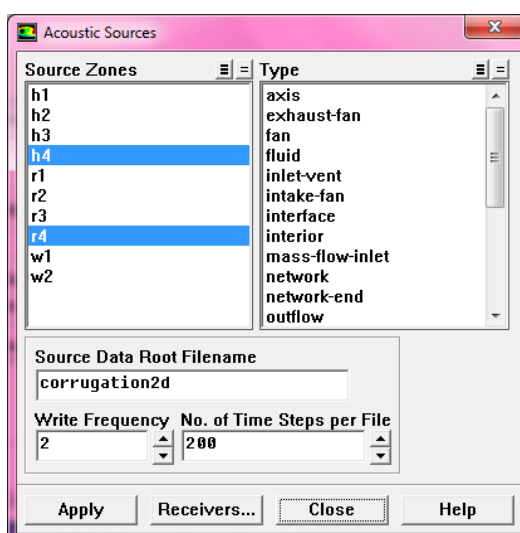 Acoustic Sources
Source Zones
h1
h2
h3
h4
r1
r2
r3
r4
w1
w2
Type
axis
exhaust-fan
fan
fluid
inlet-vent
intake-fan
interface
interior
mass-flow-inlet
network
network-end
outflow
Source Data Root Filename
corrugation2d
Write Frequency No. of Time Steps per File
2 200
Apply Receivers... Close Help